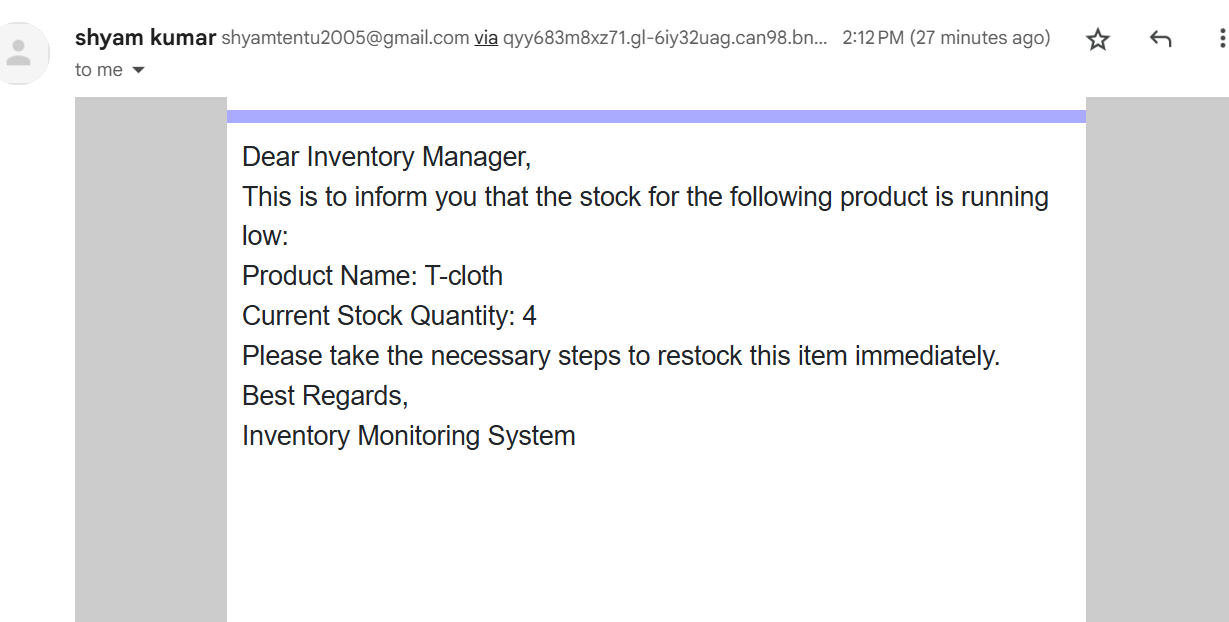 shyam kumar shyamtentu2005@gmail.com via qyy683m8xz71.gl-6iy32uag.can98.bn... 2:12 PM (27 minutes ago)
to me
Dear Inventory Manager,
This is to inform you that the stock for the following product is running
low:
Product Name: T-cloth
Current Stock Quantity: 4
Please take the necessary steps to restock this item immediately.
Best Regards,
Inventory Monitoring System